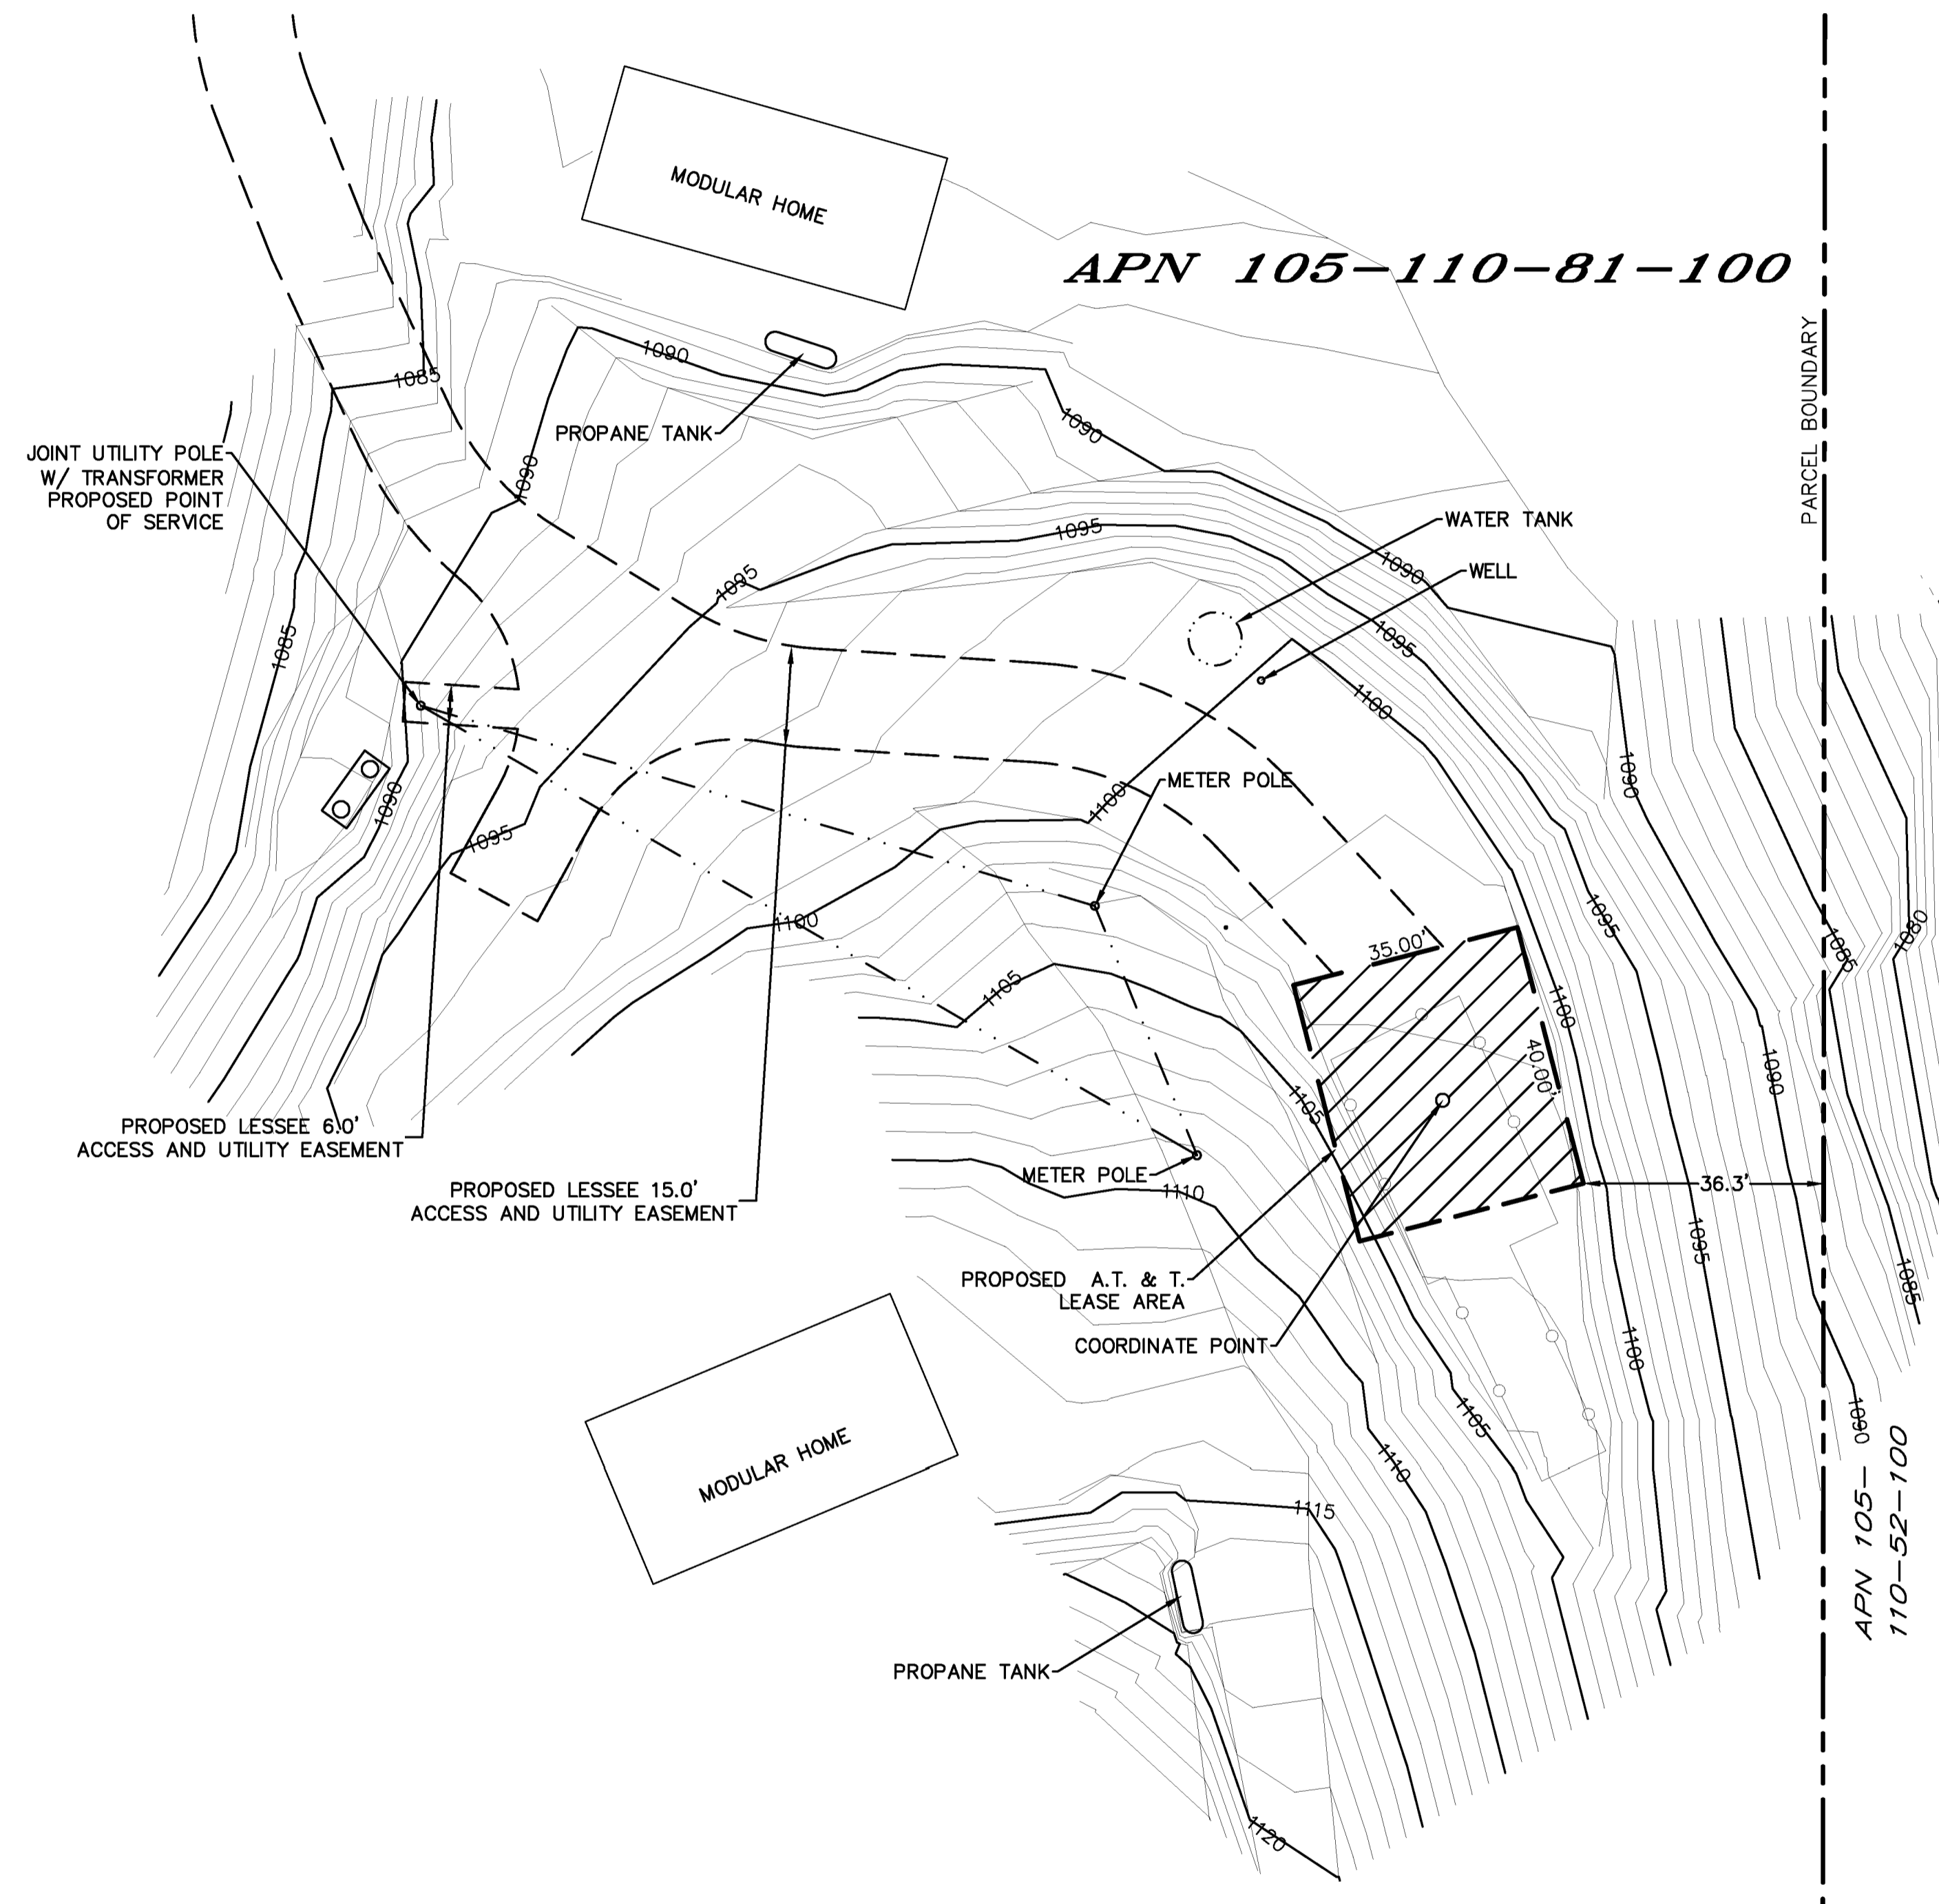 MODULAR HOME
APN 105-110-81-100
PARCEL BOUNDARY
1090
1085
PROPANE TANK
1090
JOINT UTILITY POLE
W/ TRANSFORMER
PROPOSED POINT
OF SERVICE
1090
WATER TANK
1095
WELL
1090
1095
1085
1095
1100
METER POLE
1090
1100
1090
1095
1100
1095
35.00'
1080
1085
1105
1100
40.00'
1090
1105
PROPOSED LESSEE 6.0'
ACCESS AND UTILITY EASEMENT
METER POLE
1110
36.3'
PROPOSED LESSEE 15.0'
ACCESS AND UTILITY EASEMENT
1095
PROPOSED A.T. & T.
LEASE AREA
1085
COORDINATE POINT
1100
1105
1090
MODULAR HOME
1110
1115
APN 105-
110-52-100
PROPANE TANK
1120